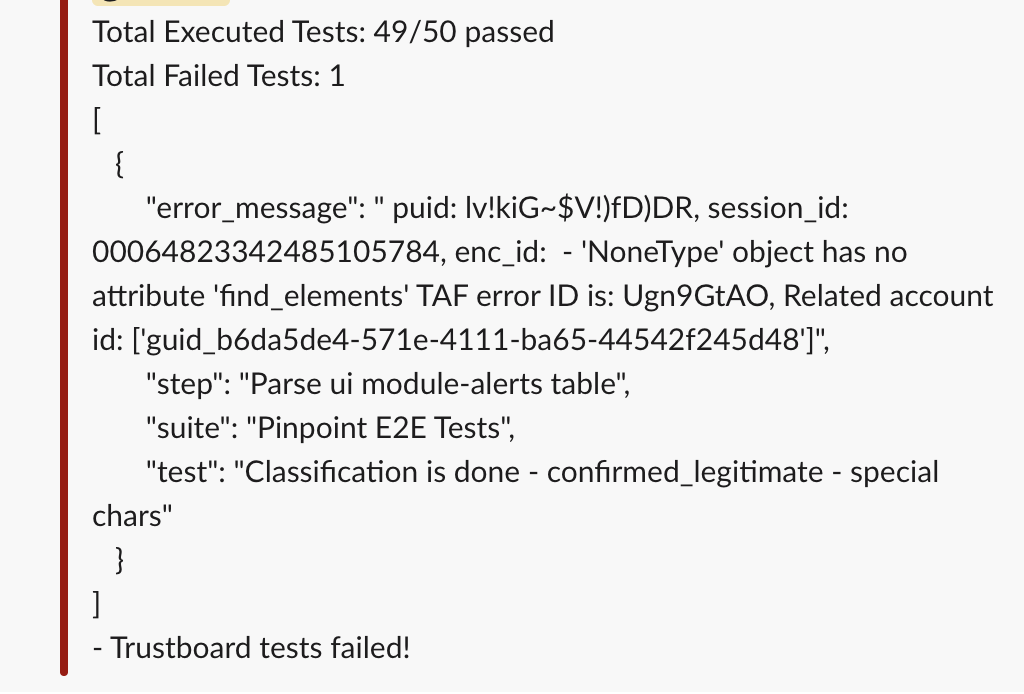 Total Executed Tests: 49/50 passed
Total Failed Tests: 1
[
{
"error_message": " puid: lv!kiG~$V!)fD)DR, session_id:
00064823342485105784, enc_id:  - 'NoneType' object has no
attribute 'find_elements' TAF error ID is: Ugn9GtAO, Related account
id: ['guid_b6da5de4-571e-4111-ba65-44542f245d48']",
"step": "Parse ui module-alerts table",
"suite": "Pinpoint E2E Tests",
"test": "Classification is done - confirmed_legitimate - special
chars"
}
]
- Trustboard tests failed!